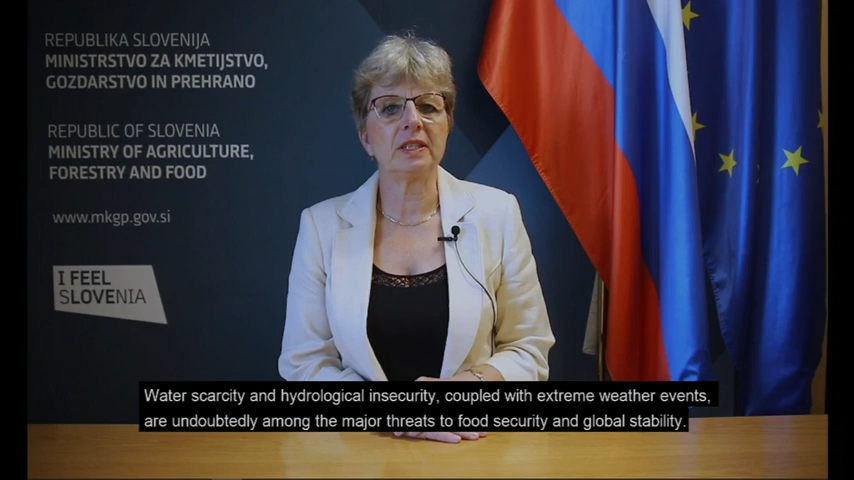 REPUBLIKA SLOVENIJA
MINISTRSTVO ZA KMETIJSTVO,
GOZDARSTVO IN PREHRANO
REPUBLIC OF SLOVENIA
MINISTRY OF AGRICULTURE,
FORESTRY AND FOOD
www.mkgp.gov.si
I FEEL
SLOVENIA
Water scarcity and hydrological insecurity, coupled with extreme weather events,
are undoubtedly among the major threats to food security and global stability.